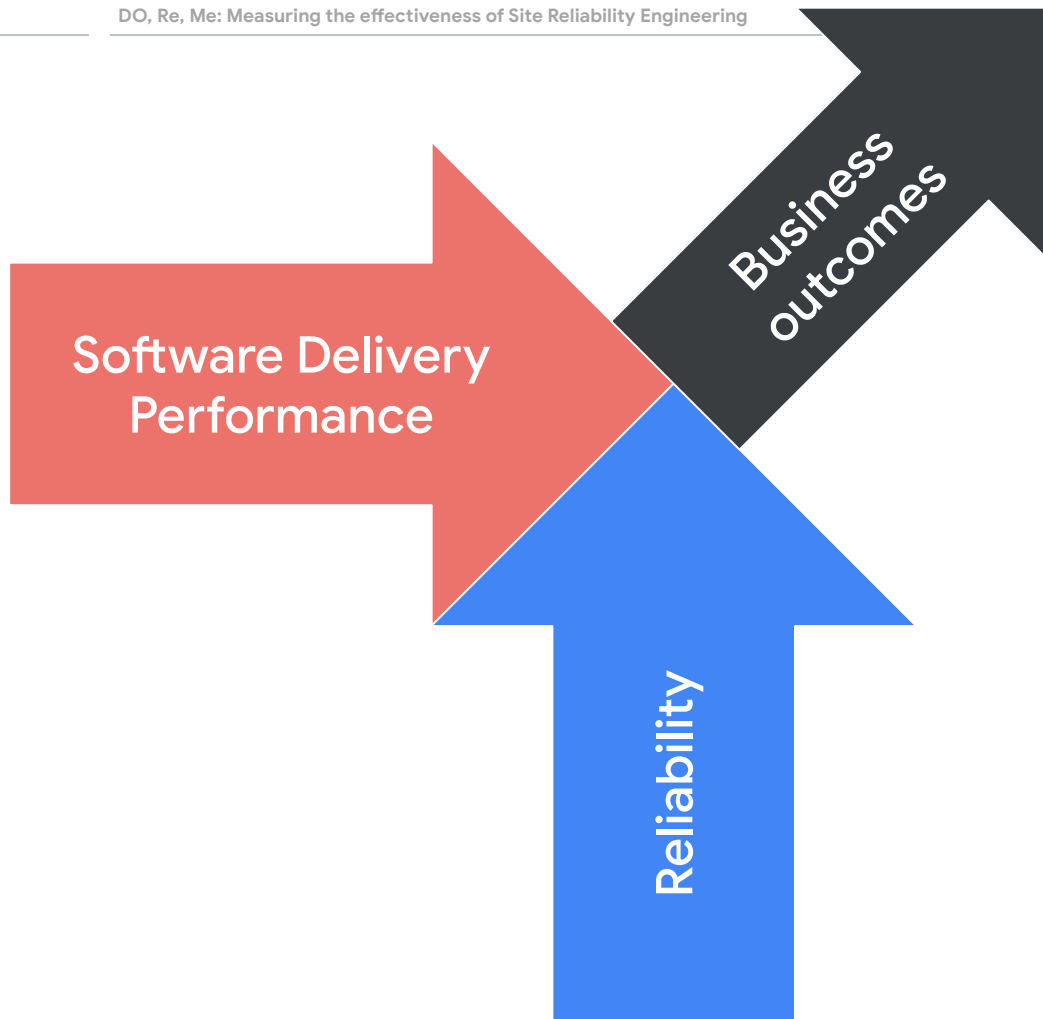 DO, Re, Me: Measuring the effectiveness of Site Reliability Engineering
Business
outcomes
Software Delivery
Performance
Reliability